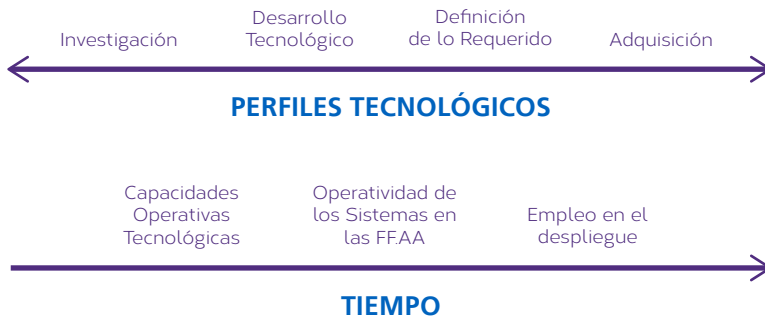 Investigación
Desarrollo
Tecnológico
Definición
de lo Requerido
Adquisición
PERFILES TECNOLÓGICOS
Capacidades
Operativas
Tecnológicas
Operatividad de
los Sistemas en
las FF.AA
Empleo en el
despliegue
TIEMPO